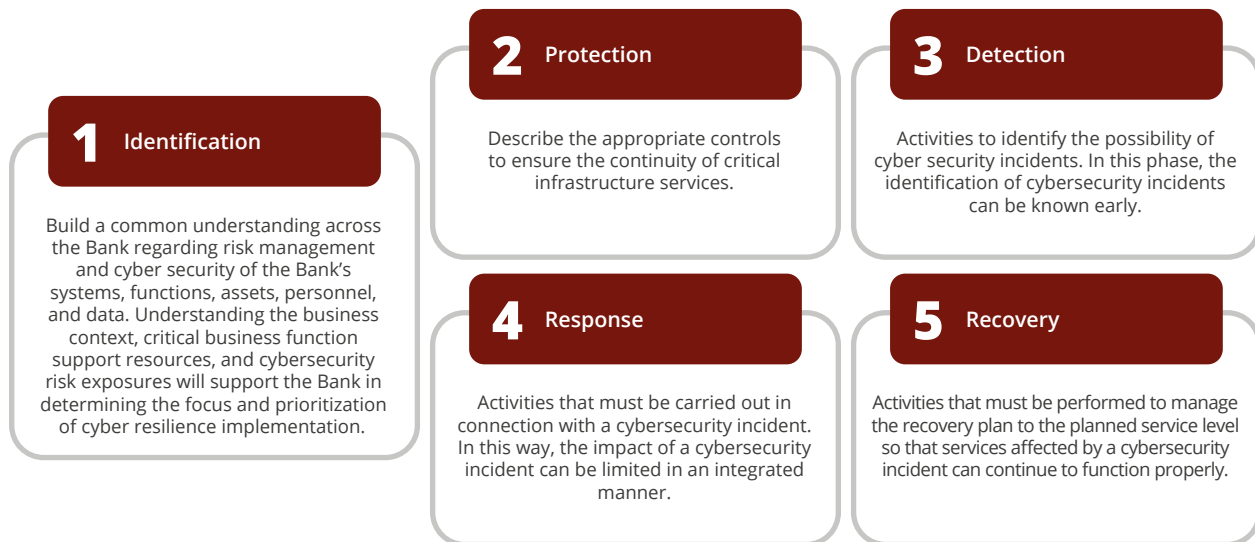 1 Identification
Build a common understanding across
the Bank regarding risk management
and cyber security of the Bank’s
systems, functions, assets, personnel,
and data. Understanding the business
context, critical business function
support resources, and cybersecurity
risk exposures will support the Bank in
determining the focus and prioritization
of cyber resilience implementation.
2 Protection
Describe the appropriate controls
to ensure the continuity of critical
infrastructure services.
3 Detection
Activities to identify the possibility of
cyber security incidents. In this phase, the
identification of cybersecurity incidents
can be known early.
4 Response
Activities that must be carried out in
connection with a cybersecurity incident.
In this way, the impact of a cybersecurity
incident can be limited in an integrated
manner.
5 Recovery
Activities that must be performed to manage
the recovery plan to the planned service level
so that services affected by a cybersecurity
incident can continue to function properly.